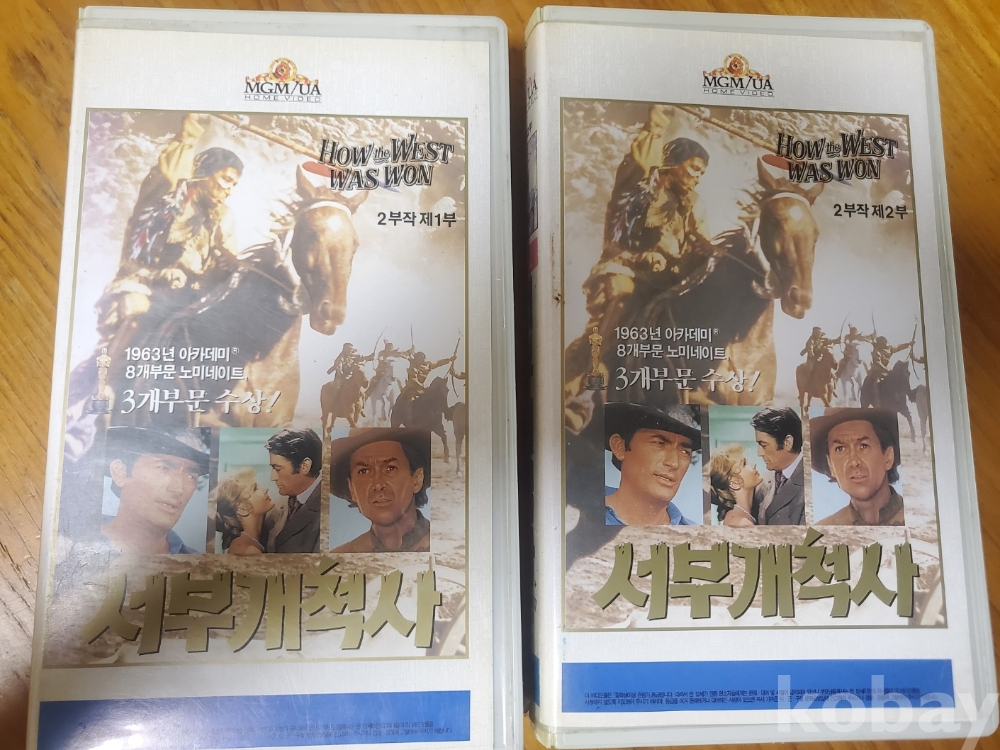 MGM/UA
HOME VIDEO
HOW the WEST
WAS WON
2부작 제1부
1963년 아카데미®
8개부문 노미네이트,
3개부문 수상!
서부개척사
MGM/UA
HOME VIDEO
HOW the WEST
WAS WON
2부작 제2부
1963년 아카데미®
8개부문 노미네이트,
3개부문 수상!
서부개척사
kobay